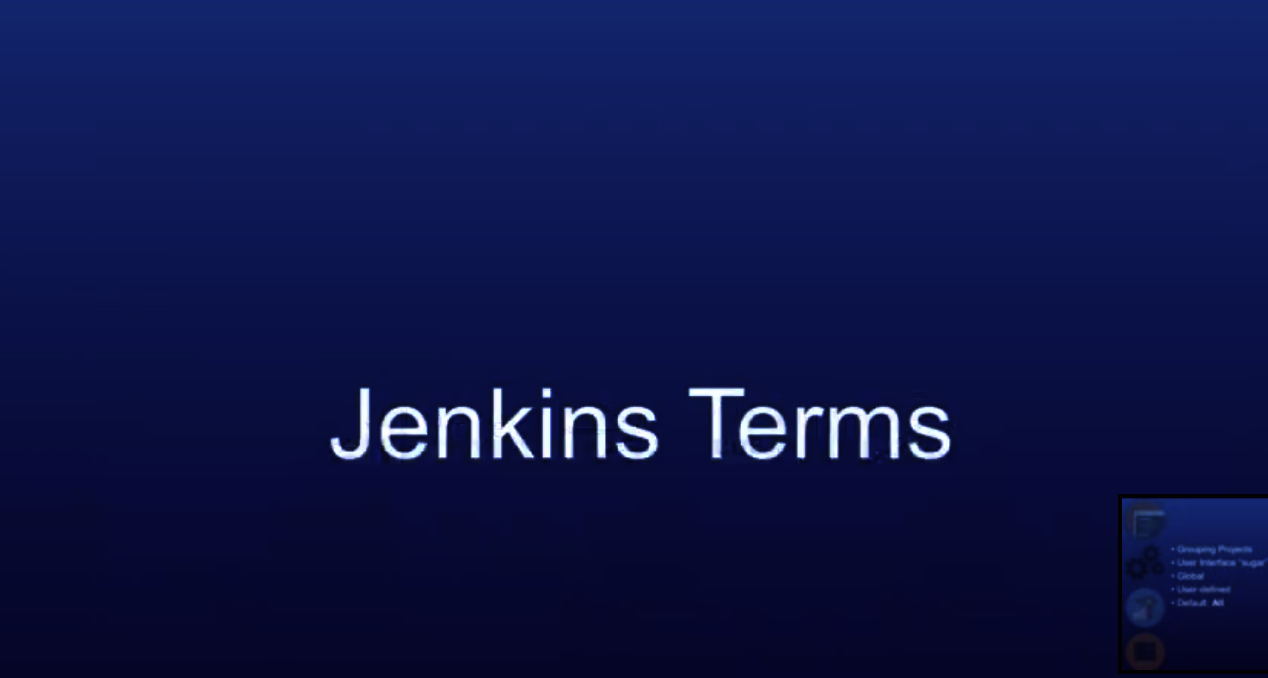 Jenkins Terms
• Grouping Projects
• User Interface "sugar"
• Global
• User-defined
• Default: All